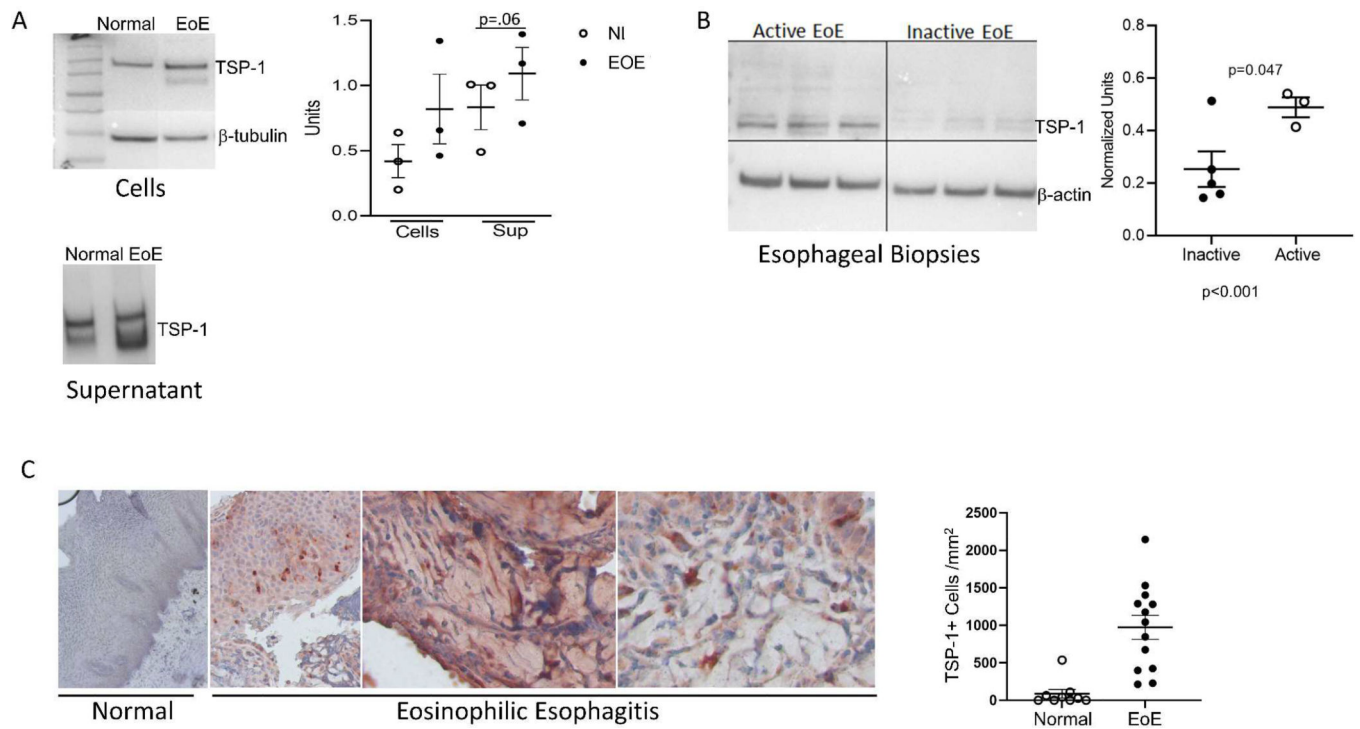 A
Normal EoE
TSP-1
β-tubulin
Cells
Normal EoE
TSP-1
Supernatant
1.5
1.0
0.5
0.0
Units
p=.06
NI
EOE
Cells
Sup
B
Active EoE
Inactive EoE
TSP-1
β-actin
Esophageal Biopsies
0.8
0.6
0.4
0.2
0.0
Normalized Units
p=0.047
Inactive
Active
p<0.001
C
Normal
Eosinophilic Esophagitis
2500
2000
1500
1000
500
0
TSP-1+ Cells /mm²
Normal
EoE